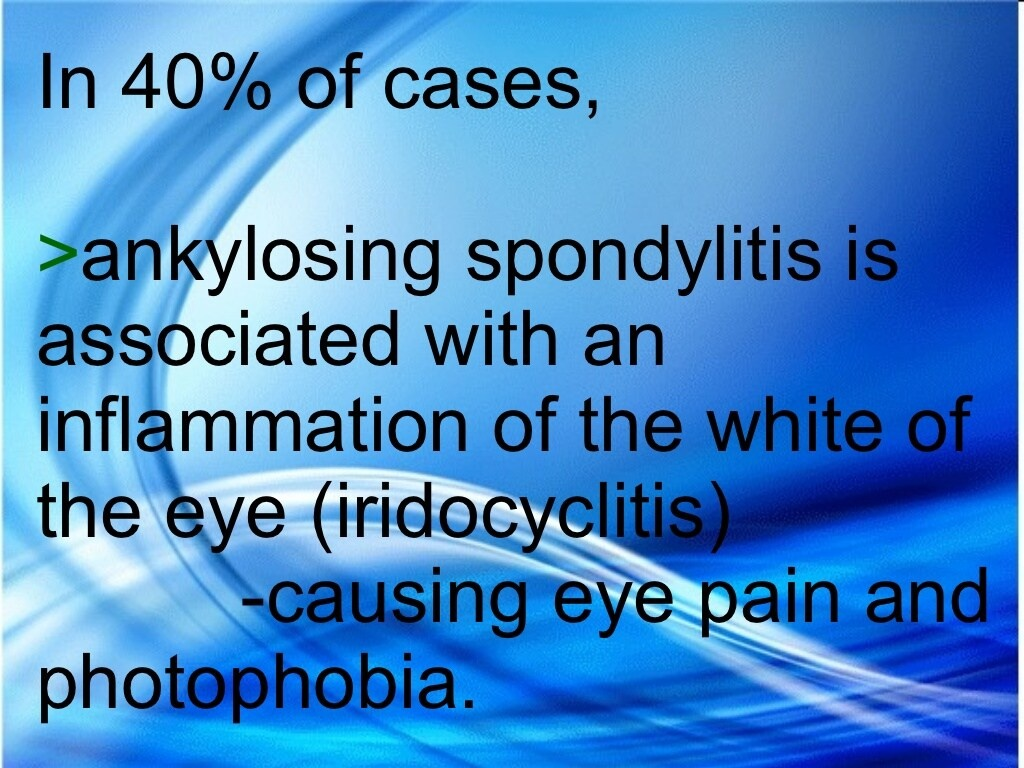 In 40% of cases,
>ankylosing spondylitis is
associated with an
inflammation of the white of
the eye (iridocyclitis)
-causing eye pain and
photophobia.